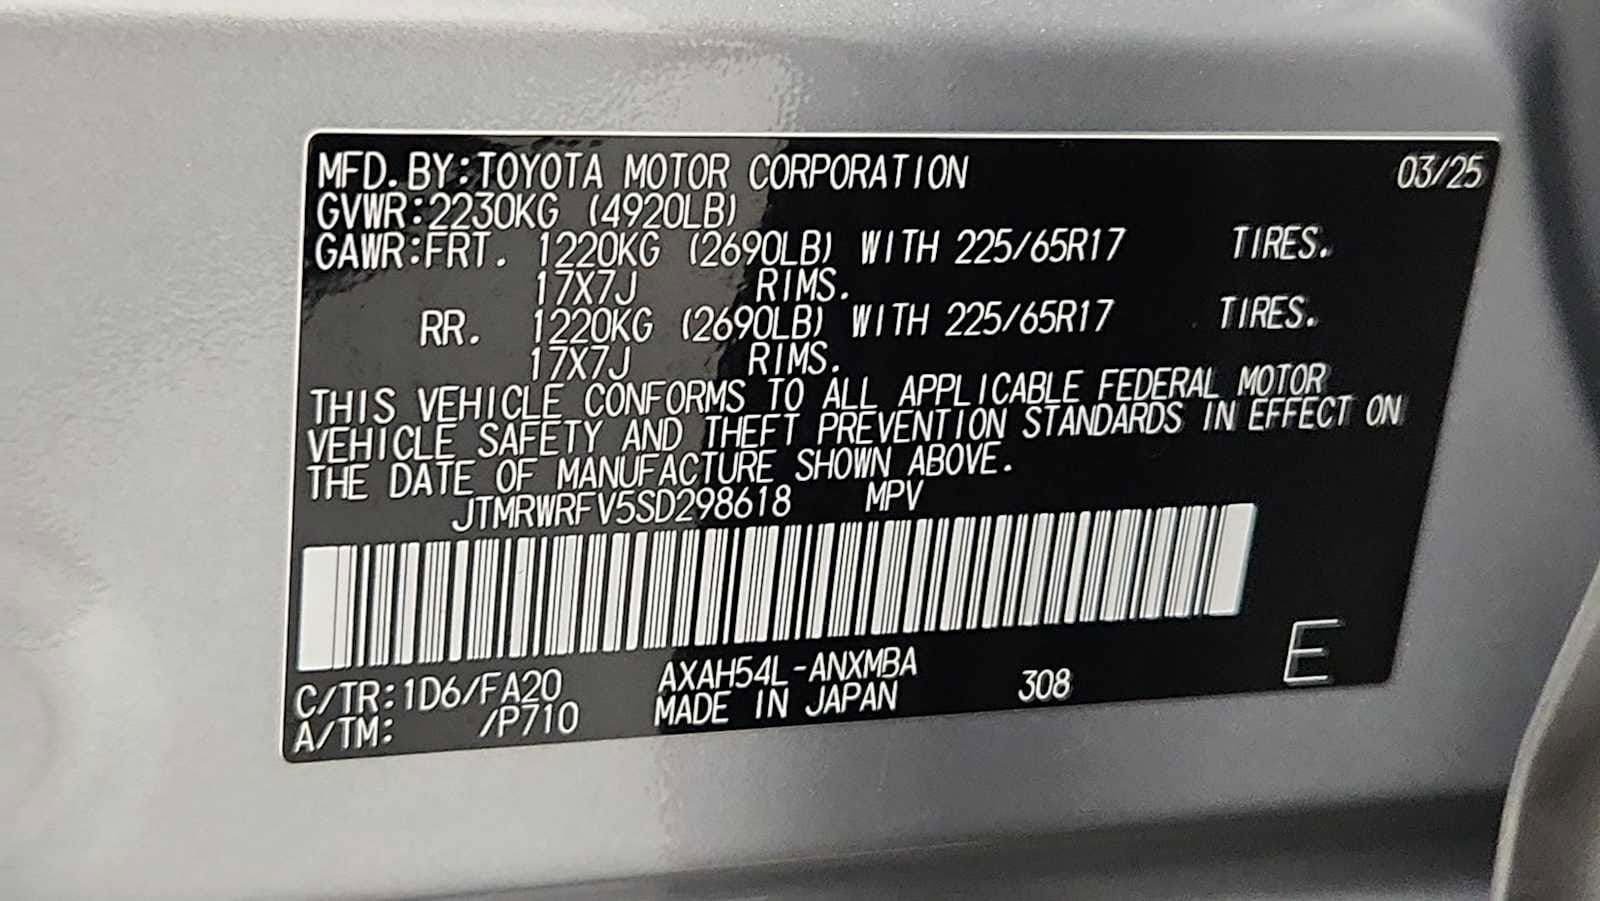 MFD.BY:TOYOTA MOTOR CORPORATION 03/25
GVWR:2230KG (4920LB)
GAWR:FRT. 1220KG (2690LB) WITH 225/65R17 TIRES.
17X7J RIMS.
RR. 1220KG (2690LB) WITH 225/65R17 TIRES.
17X7J RIMS.
THIS VEHICLE CONFORMS TO ALL APPLICABLE FEDERAL MOTOR
VEHICLE SAFETY AND THEFT PREVENTION STANDARDS IN EFFECT ON
THE DATE OF MANUFACTURE SHOWN ABOVE.
JTMRWRFV5SD298618 MPV
C/TR:1D6/FA20 AXAH54L-ANXMBA
A/TM: /P710 MADE IN JAPAN 308 E